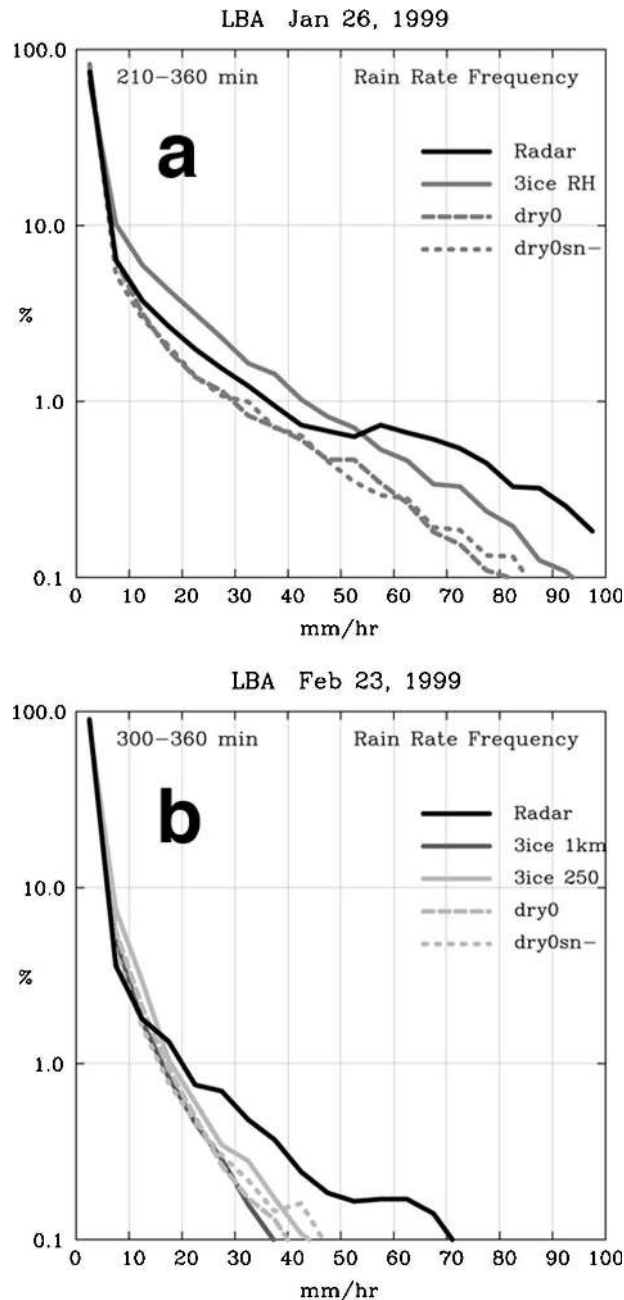 LBA Jan 26, 1999
100.0
210-360 min Rain Rate Frequency
a
Radar
3ice RH
dry0
dry0sn-
10.0
%
1.0
0.1
0 10 20 30 40 50 60 70 80 90 100
mm/hr
LBA Feb 23, 1999
100.0
300-360 min Rain Rate Frequency
b
Radar
3ice 1km
3ice 250
dry0
dry0sn-
10.0
%
1.0
0.1
0 10 20 30 40 50 60 70 80 90 100
mm/hr